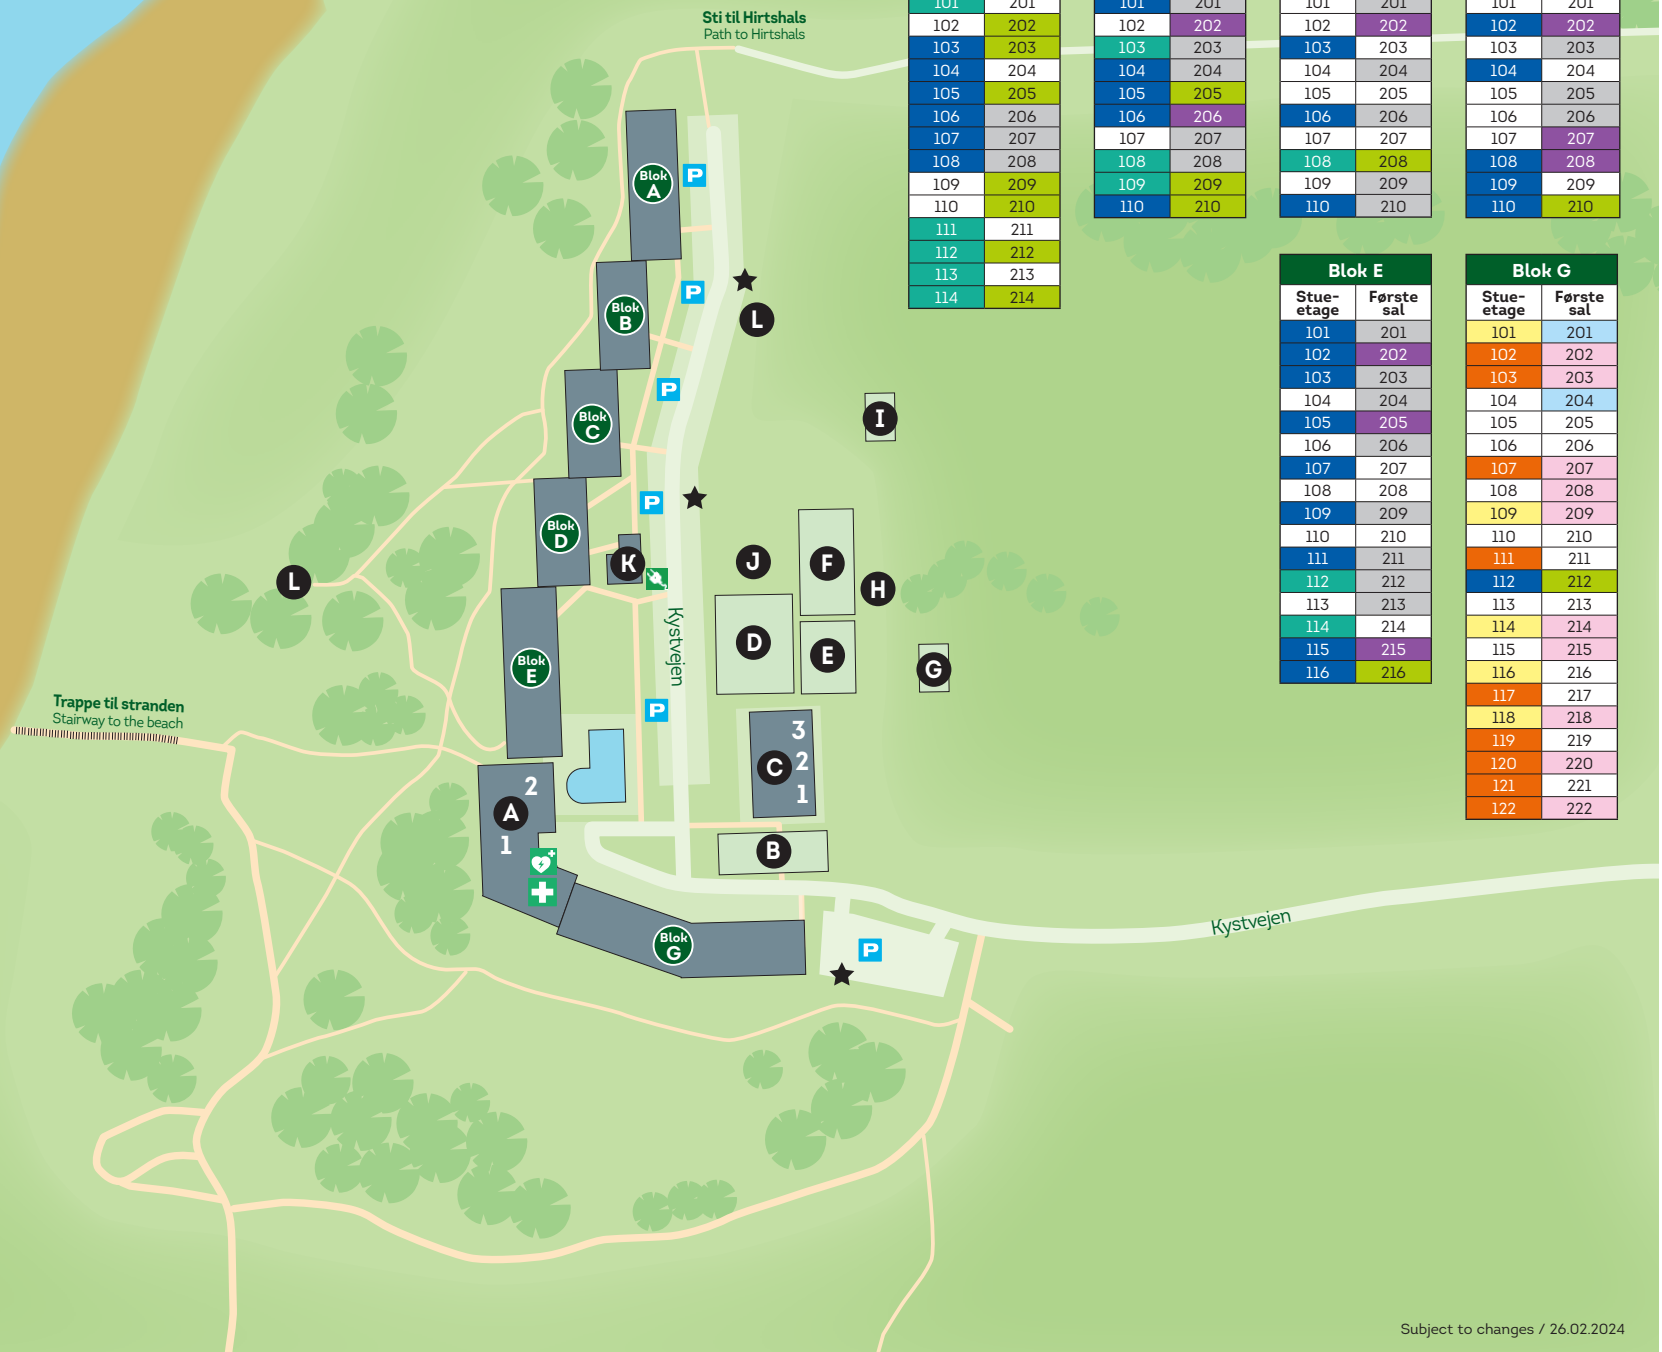 Sti til Hirtshals
Path to Hirtshals
101 201
102 202
103 203
104 204
105 205
106 206
107 207
108 208
109 209
110 210
111 211
112 212
113 213
114 214
101 201
102 202
103 203
104 204
105 205
106 206
107 207
108 208
109 209
110 210
101 201
102 202
103 203
104 204
105 205
106 206
107 207
108 208
109 209
110 210
101 201
102 202
103 203
104 204
105 205
106 206
107 207
108 208
109 209
110 210
Blok E
Stue-
etage
Første
sal
101 201
102 202
103 203
104 204
105 205
106 206
107 207
108 208
109 209
110 210
111 211
112 212
113 213
114 214
115 215
116 216
Blok G
Stue-
etage
Første
sal
101 201
102 202
103 203
104 204
105 205
106 206
107 207
108 208
109 209
110 210
111 211
112 212
113 213
114 214
115 215
116 216
117 217
118 218
119 219
120 220
121 221
122 222
Blok
A
P
Blok
B
P
L
P
Blok
C
I
P
Blok
D
K
J
F
H
L
Kystvejen
D
E
G
Blok
E
P
Trappe til stranden
Stairway to the beach
3
C
2
1
2
A
1
B
Blok
G
P
Kystvejen
Subject to changes / 26.02.2024